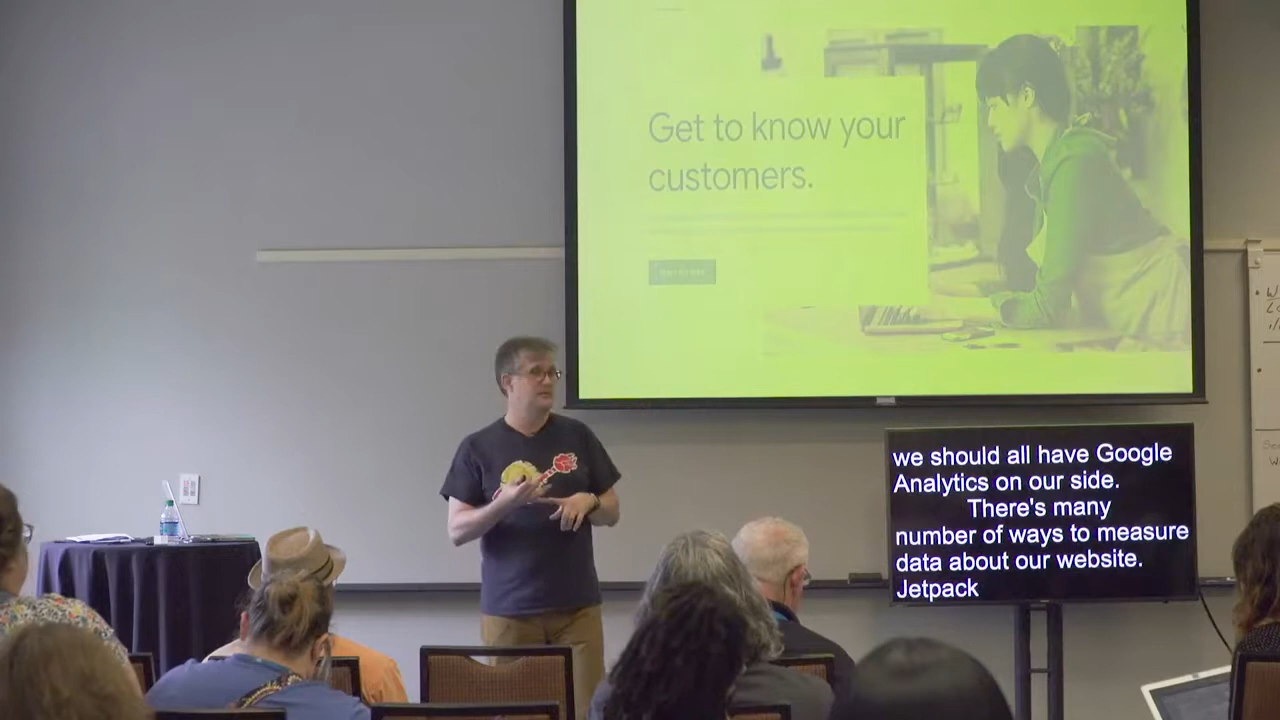 Get to know your
customers.
we should all have Google
Analytics on our side.
There's many
number of ways to measure
data about our website.
Jetpack